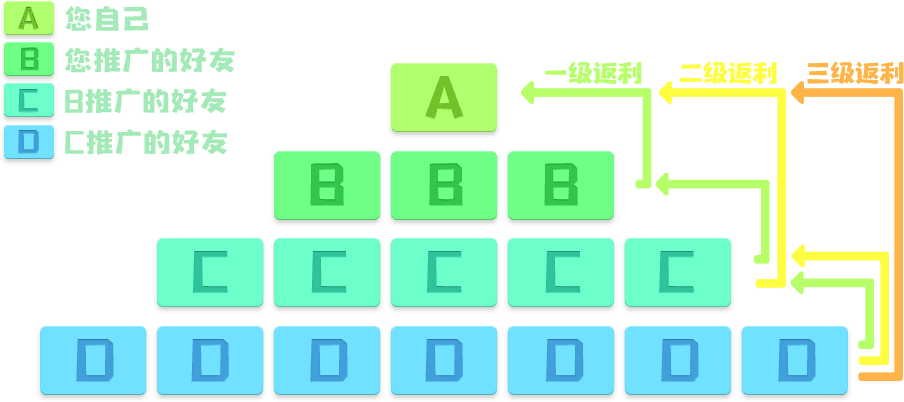 A 您自己
B 您推广的好友
C B推广的好友
D C推广的好友
一级返利 二级返利 三级返利
A
B B B
C C C C C
D D D D D D D